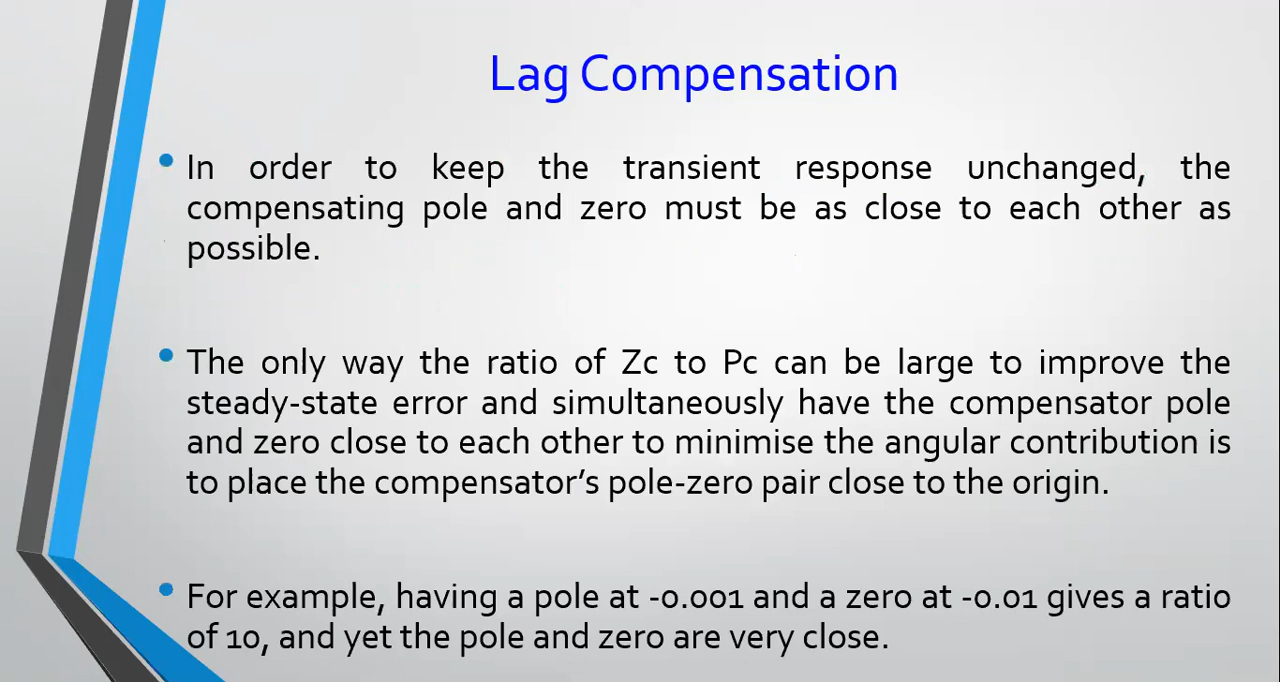 Lag Compensation
• In order to keep the transient response unchanged, the
compensating pole and zero must be as close to each other as
possible.
• The only way the ratio of Zc to Pc can be large to improve the
steady-state error and simultaneously have the compensator pole
and zero close to each other to minimise the angular contribution is
to place the compensator’s pole-zero pair close to the origin.
• For example, having a pole at -0.001 and a zero at -0.01 gives a ratio
of 10, and yet the pole and zero are very close.